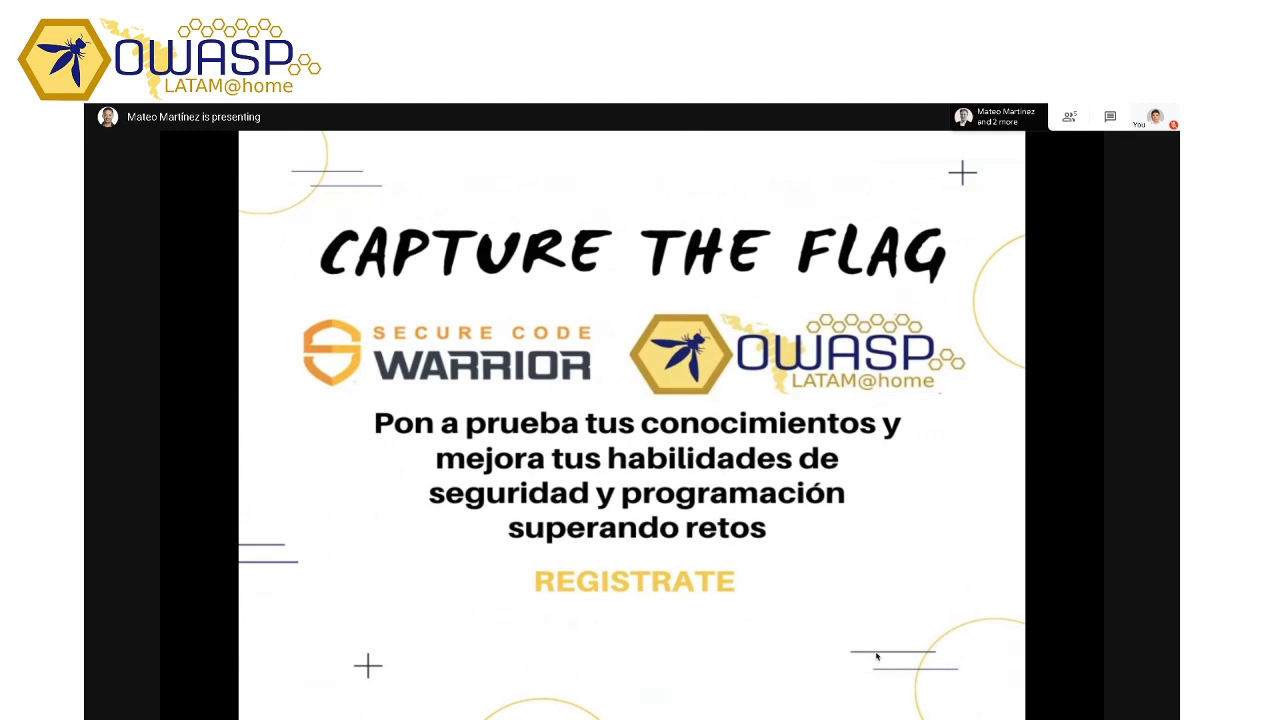 OWASP
LATAM@home
Mateo Martínez is presenting
Mateo Martinez
and 2 more
5
You
CAPTURE THE FLAG
SECURE CODE
WARRIOR
OWASP
LATAM@home
Pon a prueba tus conocimientos y
mejora tus habilidades de
seguridad y programación
superando retos
REGISTRATE